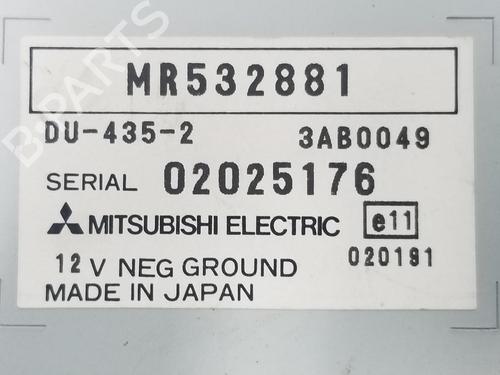 MR532881
DU-435-2 3AB0049
SERIAL 02025176
MITSUBISHI ELECTRIC e11
12 V NEG GROUND 020191
MADE IN JAPAN
B-PARTS